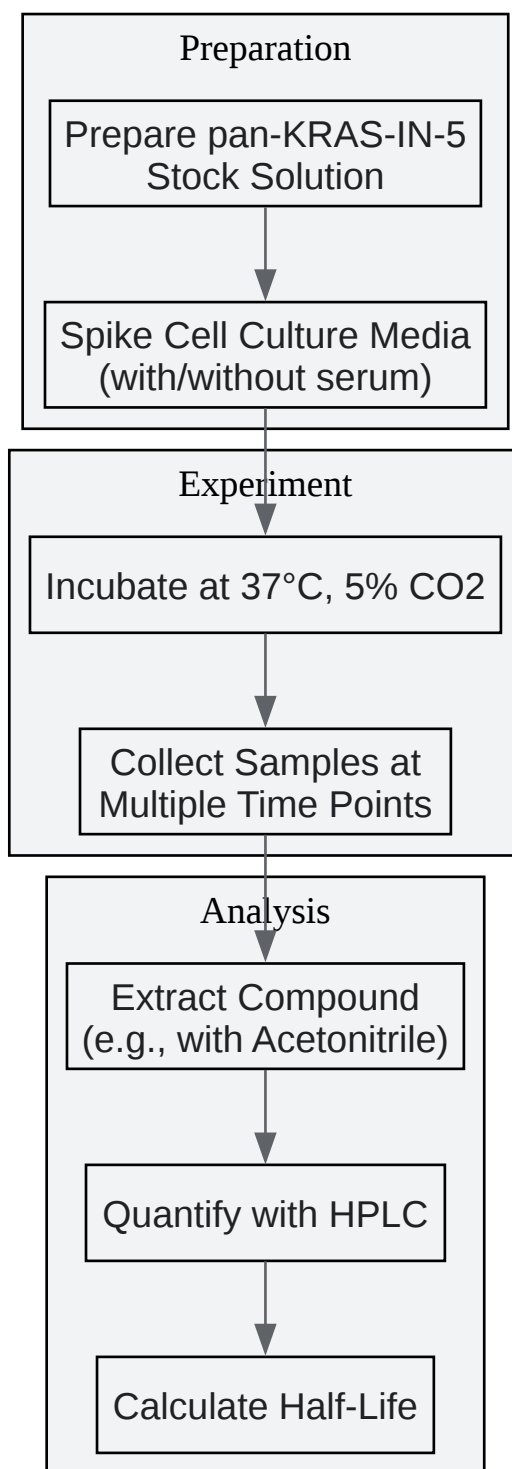 Preparation
Prepare pan-KRAS-IN-5
Stock Solution
Spike Cell Culture Media
(with/without serum)
Experiment
Incubate at 37°C, 5% CO2
Collect Samples at
Multiple Time Points
Analysis
Extract Compound
(e.g., with Acetonitrile)
Quantify with HPLC
Calculate Half-Life